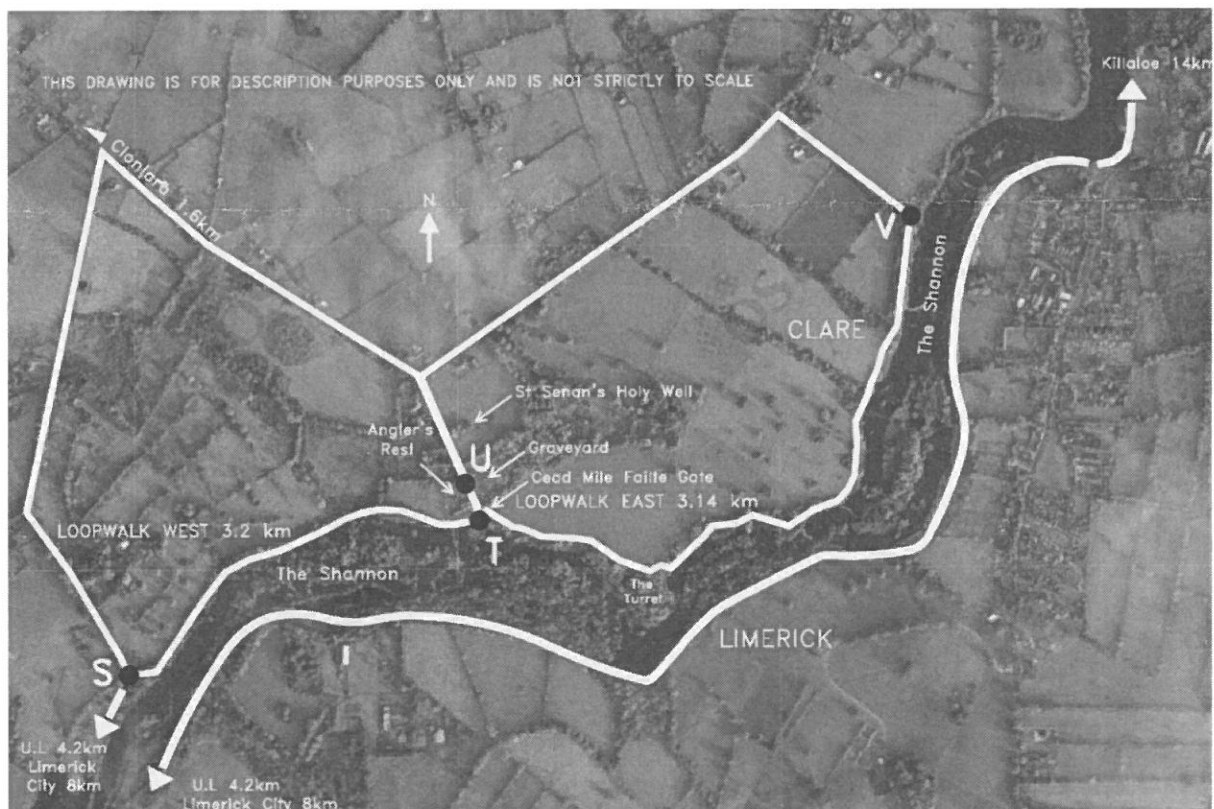 THIS DRAWING IS FOR DESCRIPTION PURPOSES ONLY AND IS NOT STRICTLY TO SCALE
Killaloe 14km
Clonlara 1.6km
N
V
The Shannon
CLARE
St Senan's Holy Well
Angler's
Rest
U
Graveyard
Cead Mile Failte Gate
LOOPWALK EAST 3.14 km
LOOPWALK WEST 3.2 km
T
The Shannon
The
Turret
LIMERICK
S
U.L 4.2km
Limerick
City 8km
U.L 4.2km
Limerick City 8km